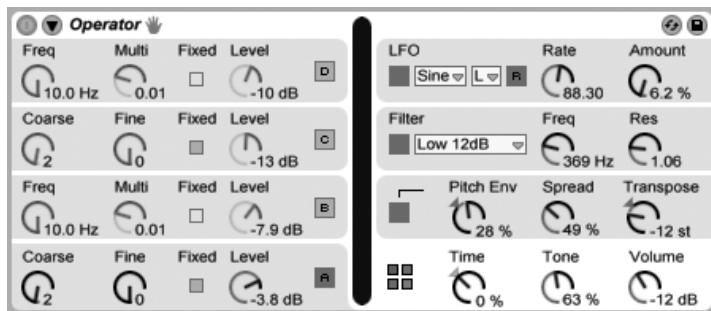 Operator
Freq Multi Fixed Level
10.0 Hz 0.01 -10 dB D
Coarse Fine Fixed Level
2 0 -13 dB C
Freq Multi Fixed Level
10.0 Hz 0.01 -7.9 dB B
Coarse Fine Fixed Level
2 0 -3.8 dB A
LFO Rate Amount
Sine L R 88.30 6.2 %
Filter Freq Res
Low 12dB 369 Hz 1.06
Pitch Env Spread Transpose
28 % 49 % -12 st
Time Tone Volume
0 % 63 % -12 dB